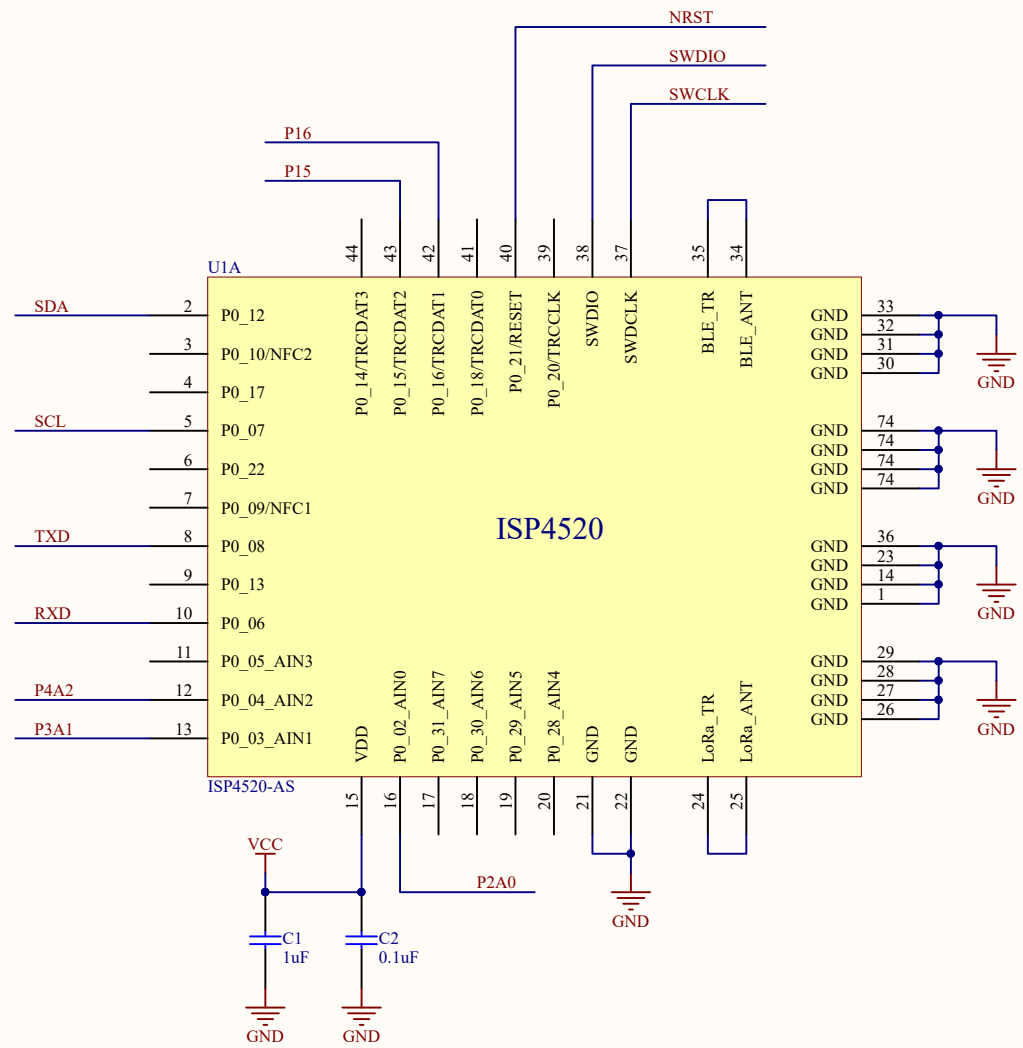 NRST
SWDIO
SWCLK
P16
P15
44
43
42
41
40
39
38
37
35
34
U1A
P0_14/TRCDAT3
P0_15/TRCDAT2
P0_16/TRCDAT1
P0_18/TRCDAT0
P0_21/RESET
P0_20/TRCCLK
SWDIO
SWDCLK
BLE_TR
BLE_ANT
SDA 2 P0_12
3 P0_10/NFC2
4 P0_17
SCL 5 P0_07
6 P0_22
7 P0_09/NFC1
TXD 8 P0_08
9 P0_13
RXD 10 P0_06
11 P0_05_AIN3
P4A2 12 P0_04_AIN2
P3A1 13 P0_03_AIN1
ISP4520
GND 33
GND 32
GND 31
GND 30
GND
GND 74
GND 74
GND 74
GND 74
GND
GND 36
GND 23
GND 14
GND 1
GND
GND 29
GND 28
GND 27
GND 26
GND
VDD
P0_02_AIN0
P0_31_AIN7
P0_30_AIN6
P0_29_AIN5
P0_28_AIN4
GND
GND
LoRa_TR
LoRa_ANT
ISP4520-AS
15
16
17
18
19
20
21
22
24
25
VCC
P2A0
GND
C1
1uF
C2
0.1uF
GND
GND